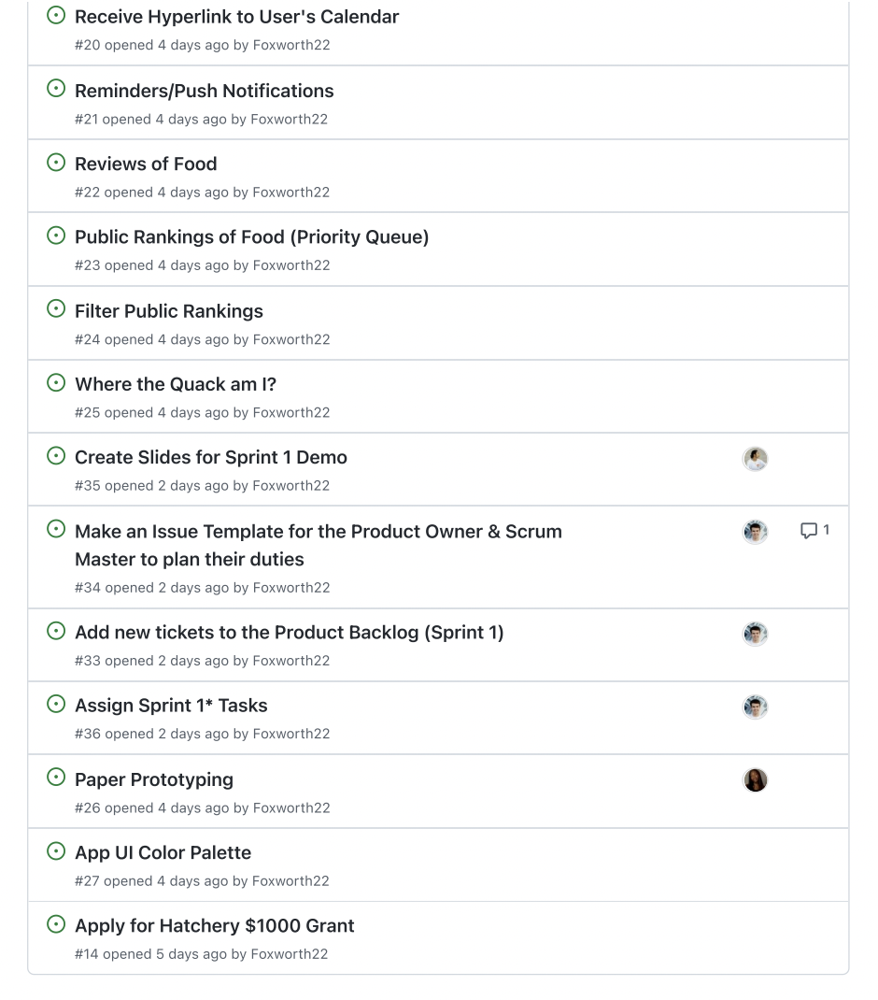 Receive Hyperlink to User's Calendar
#20 opened 4 days ago by Foxworth22
Reminders/Push Notifications
#21 opened 4 days ago by Foxworth22
Reviews of Food
#22 opened 4 days ago by Foxworth22
Public Rankings of Food (Priority Queue)
#23 opened 4 days ago by Foxworth22
Filter Public Rankings
#24 opened 4 days ago by Foxworth22
Where the Quack am I?
#25 opened 4 days ago by Foxworth22
Create Slides for Sprint 1 Demo
#35 opened 2 days ago by Foxworth22
Make an Issue Template for the Product Owner & Scrum
Master to plan their duties
1
#34 opened 2 days ago by Foxworth22
Add new tickets to the Product Backlog (Sprint 1)
#33 opened 2 days ago by Foxworth22
Assign Sprint 1* Tasks
#36 opened 2 days ago by Foxworth22
Paper Prototyping
#26 opened 4 days ago by Foxworth22
App UI Color Palette
#27 opened 4 days ago by Foxworth22
Apply for Hatchery $1000 Grant
#14 opened 5 days ago by Foxworth22